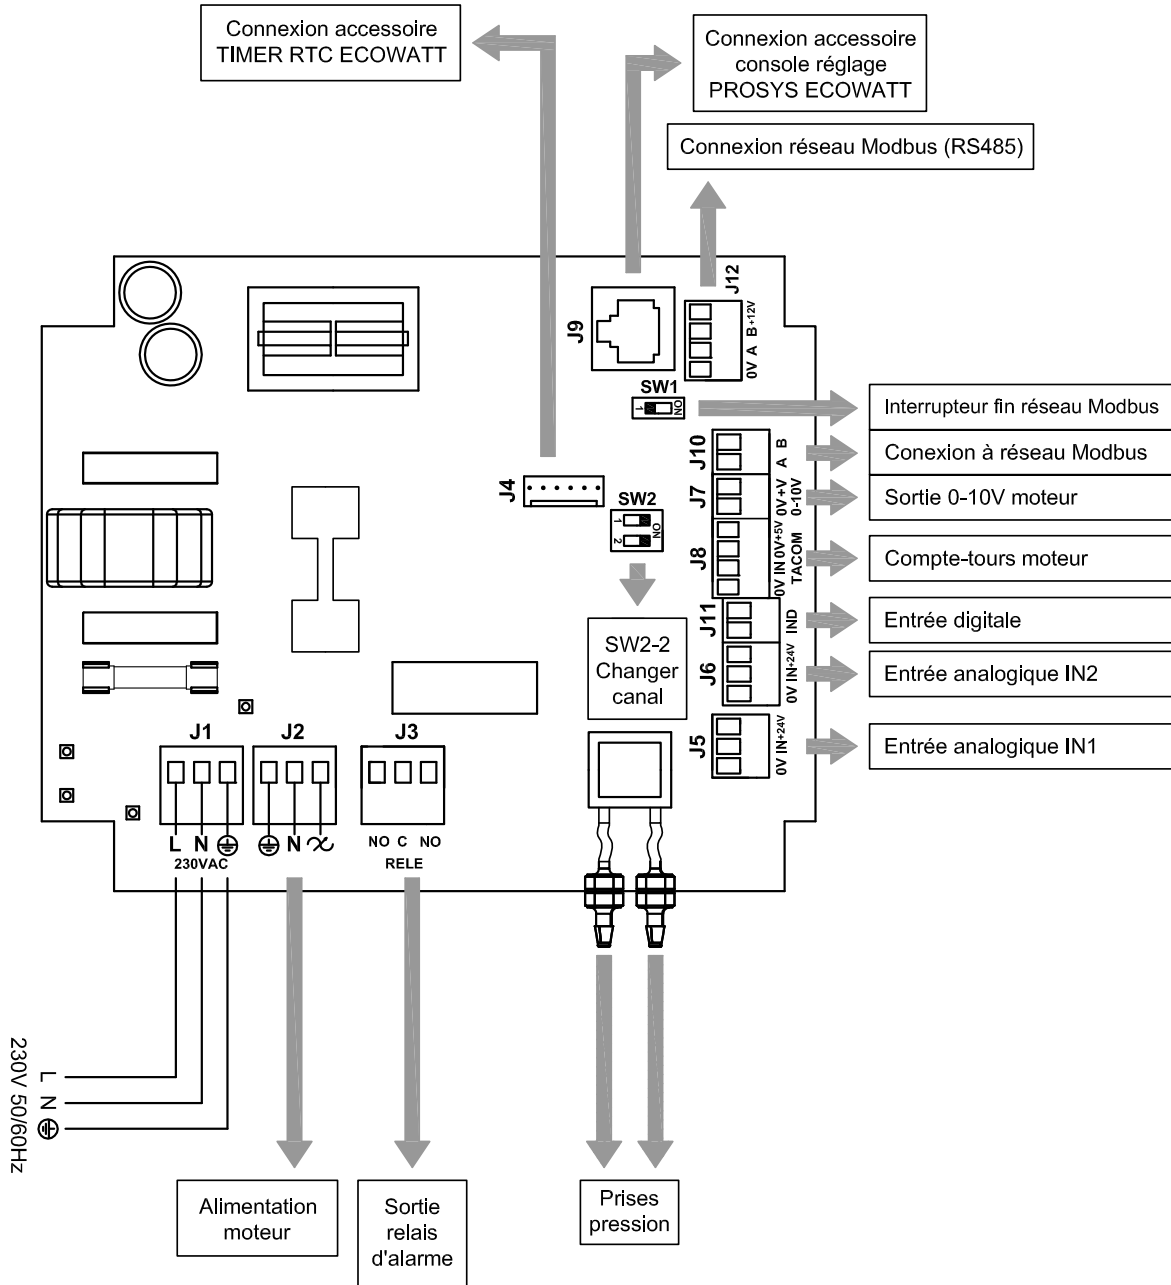 Connexion accessoire
TIMER RTC ECOWATT
Connexion accessoire
console réglage
PROSYS ECOWATT
Connexion réseau Modbus (RS485)
J12
0V A B +12V
J9
SW1
1 ON
Interrupteur fin réseau Modbus
J10
A B
Conexion à réseau Modbus
J4
SW2
1 2 ON
J7
0V +V
0-10V
Sortie 0-10V moteur
J8
0V IN 0V +5V
TACOM
Compte-tours moteur
J11
IND
Entrée digitale
SW2-2
Changer
canal
J6
0V IN +24V
Entrée analogique IN2
J5
0V IN +24V
Entrée analogique IN1
J1 J2 J3
L N N
230VAC
NO C NO
RELE
L
N
230V 50/60Hz
Alimentation
moteur
Sortie
relais
d'alarme
Prises
pression